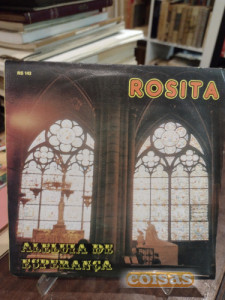 ROSITA
ALELUIA DE
ESPERANÇA
coisas